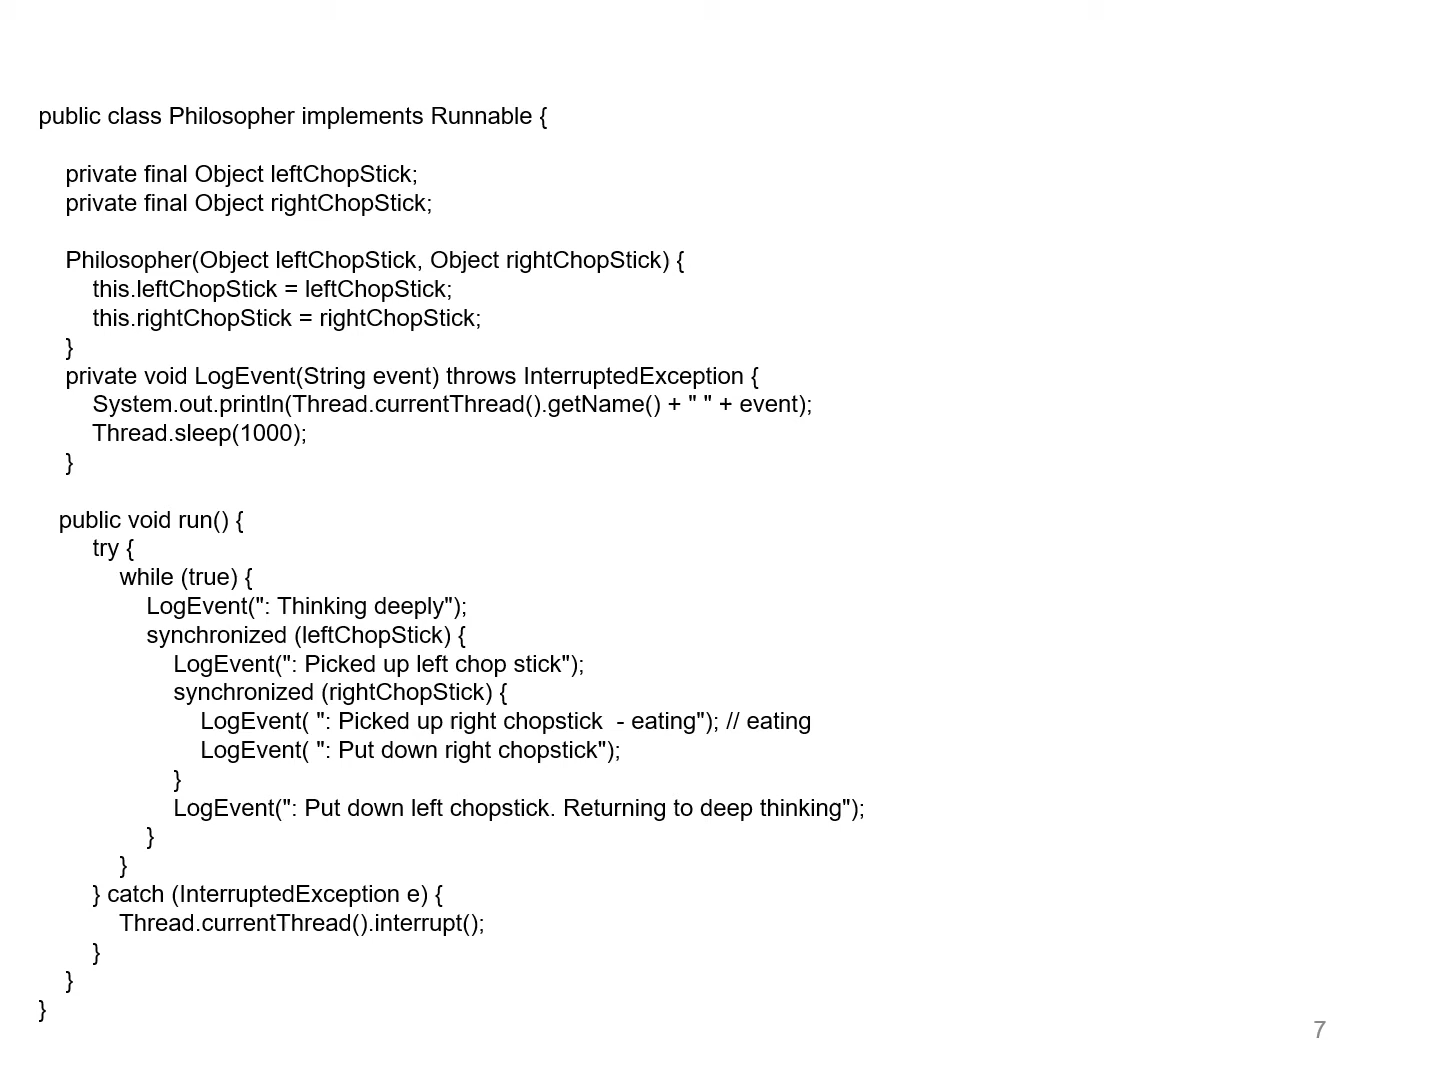 public class Philosopher implements Runnable {
private final Object leftChopStick;
private final Object rightChopStick;
Philosopher(Object leftChopStick, Object rightChopStick) {
this.leftChopStick = leftChopStick;
this.rightChopStick = rightChopStick;
}
private void LogEvent(String event) throws InterruptedException {
System.out.println(Thread.currentThread().getName() + " " + event);
Thread.sleep(1000);
}
public void run() {
try {
while (true) {
LogEvent(": Thinking deeply");
synchronized (leftChopStick) {
LogEvent(": Picked up left chop stick");
synchronized (rightChopStick) {
LogEvent( ": Picked up right chopstick  - eating"); // eating
LogEvent( ": Put down right chopstick");
}
LogEvent(": Put down left chopstick. Returning to deep thinking");
}
}
} catch (InterruptedException e) {
Thread.currentThread().interrupt();
}
}
}
7